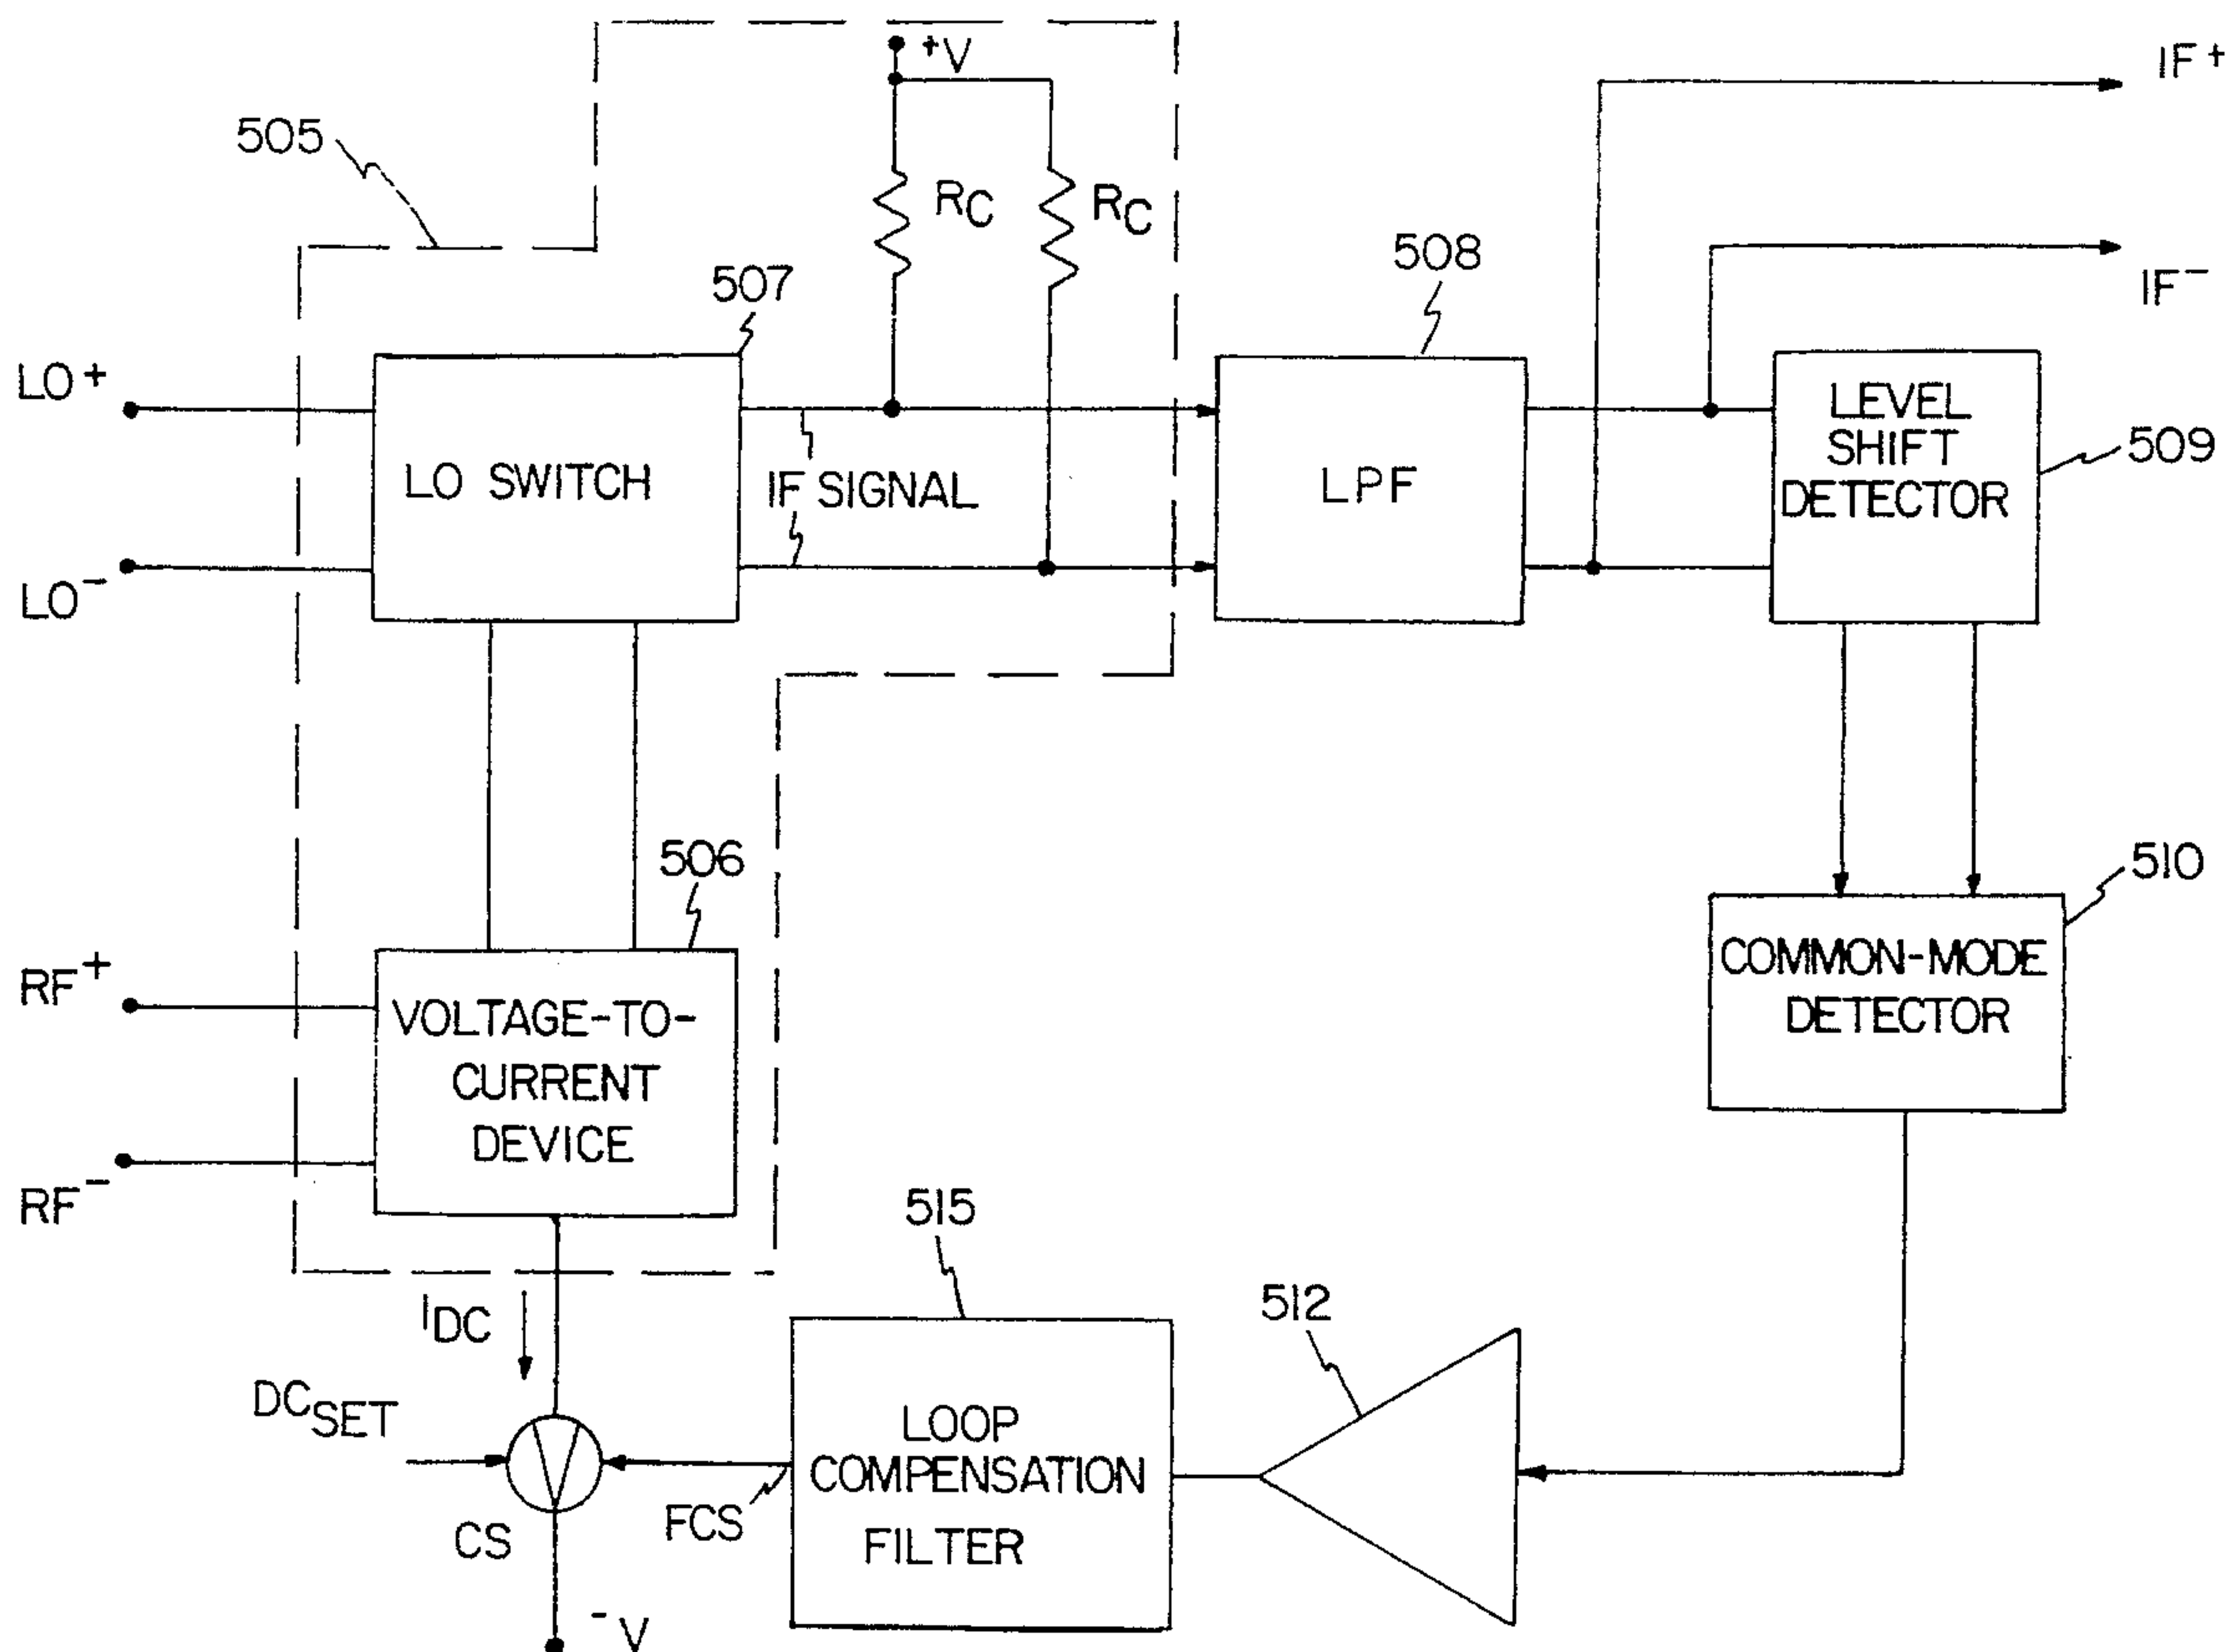 +V
IF+
505
RC
RC
507
508
IF-
LO+
LO SWITCH
IF SIGNAL
LPF
LEVEL
SHIFT
DETECTOR
509
LO-
506
510
RF+
VOLTAGE-TO-
CURRENT
DEVICE
COMMON-MODE
DETECTOR
RF-
515
512
IDC
DCSET
LOOP
COMPENSATION
FILTER
FCS
CS
-V